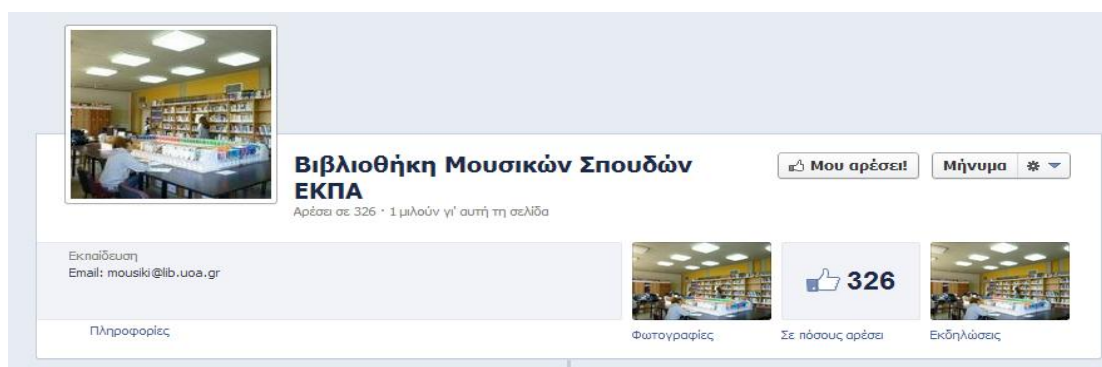 Βιβλιοθήκη Μουσικών Σπουδών
ΕΚΠΑ
Αρέσει σε 326 · 1 μιλούν γι' αυτή τη σελίδα
Μου αρέσει!
Μήνυμα
Εκπαίδευση
Email: mousiki@lib.uoa.gr
326
Πληροφορίες
Φωτογραφίες
Σε πόσους αρέσει
Εκδηλώσεις